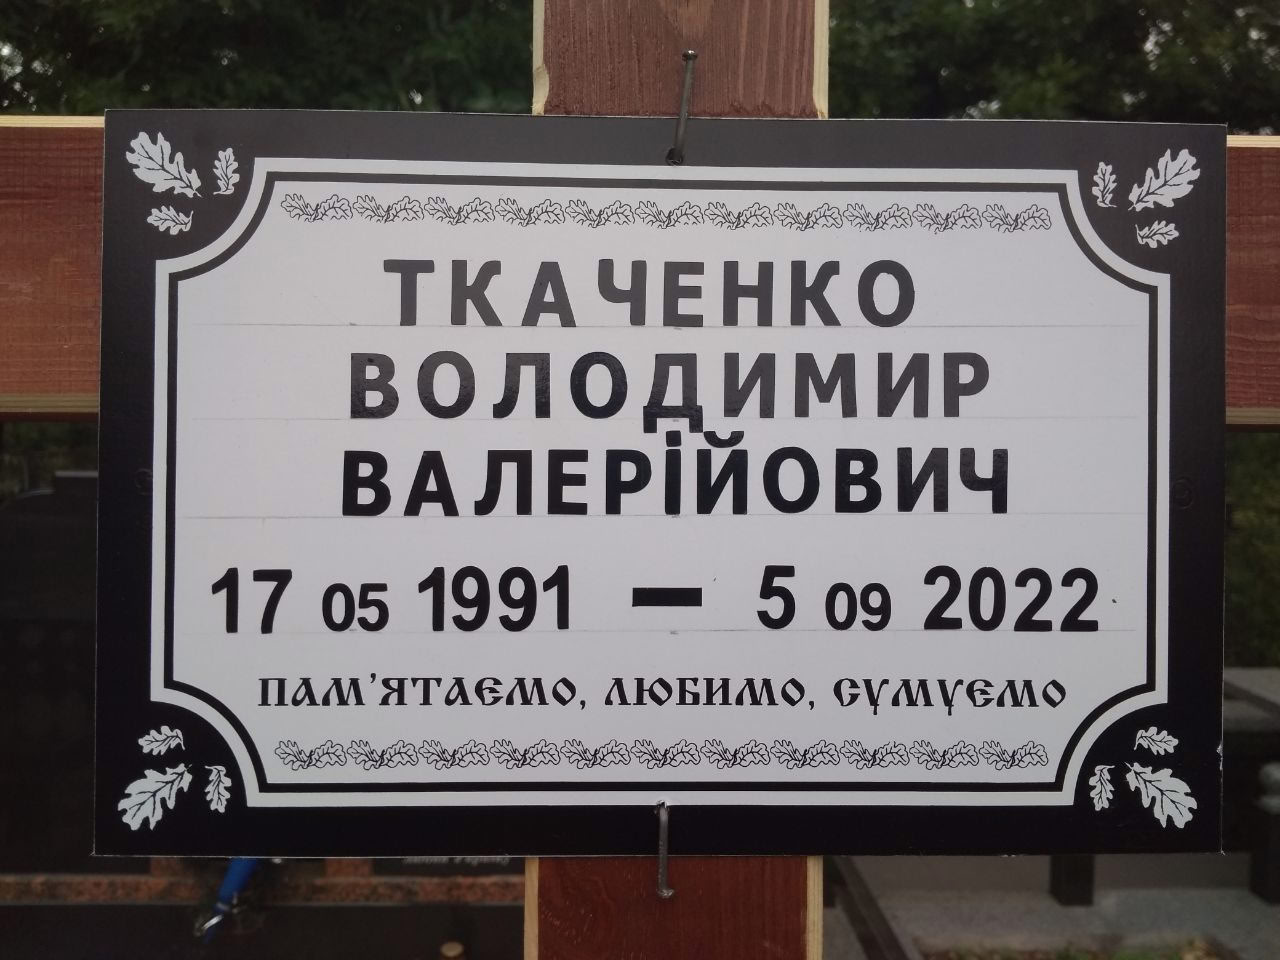 ТКАЧЕНКО
ВОЛОДИМИР
ВАЛЕРІЙОВИЧ
17 05 1991 – 5 09 2022
ПАМ'ЯТАЄМО, ЛЮБИМО, СУМУЄМО